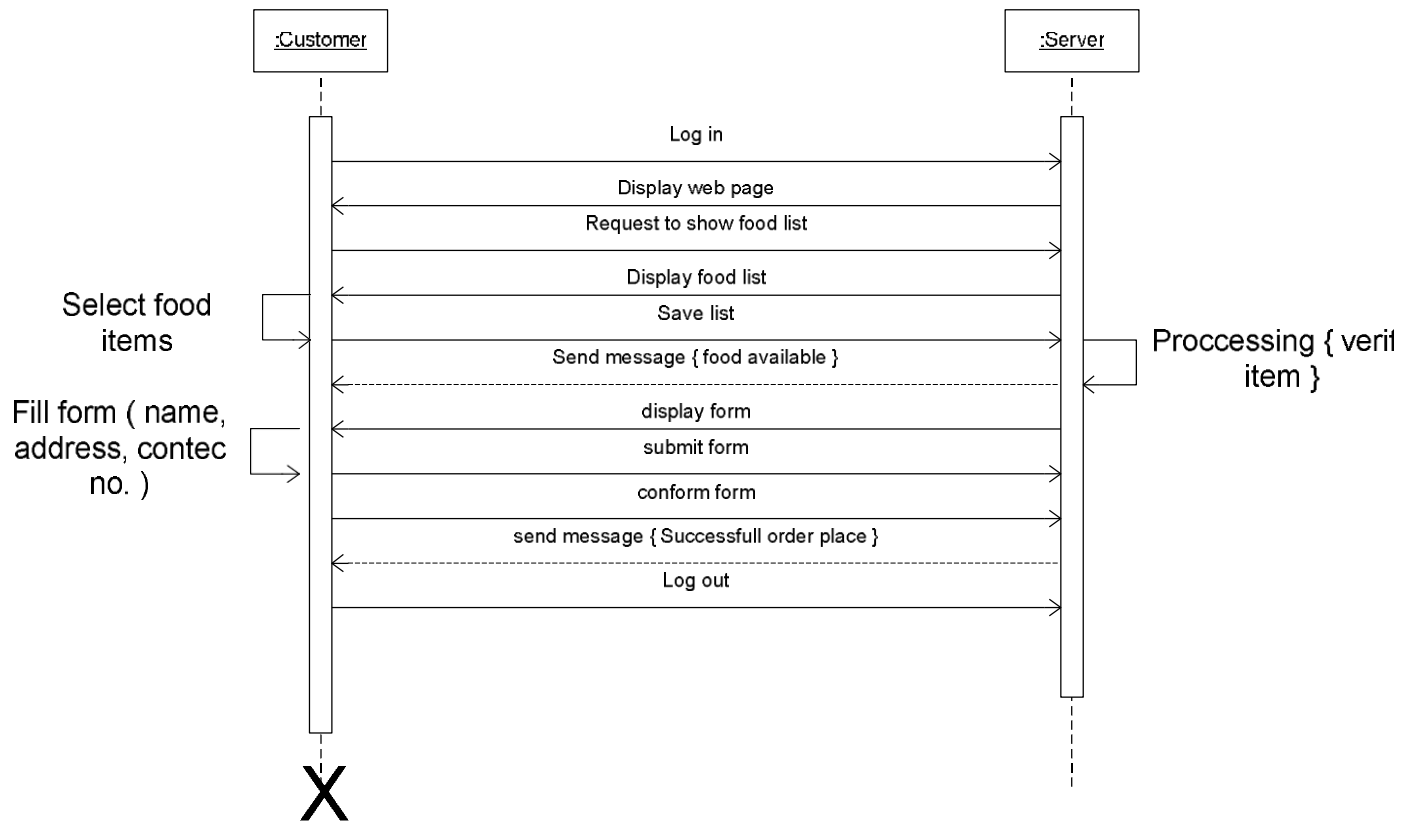 :Customer
:Server
Log in
Display web page
Request to show food list
Display food list
Select food
items
Save list
Proccessing { verif
item }
Send message { food available }
Fill form ( name,
address, contec
no. )
display form
submit form
conform form
send message { Successfull order place }
Log out
X